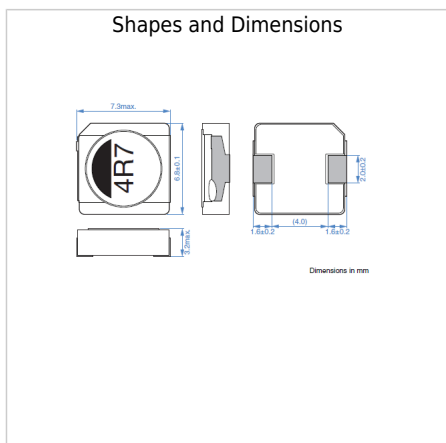 Shapes and Dimensions
7.3max.
4R7
6.8±0.1
2.0±0.2
3.2max.
(4.0)
1.6±0.2
1.6±0.2
Dimensions in mm